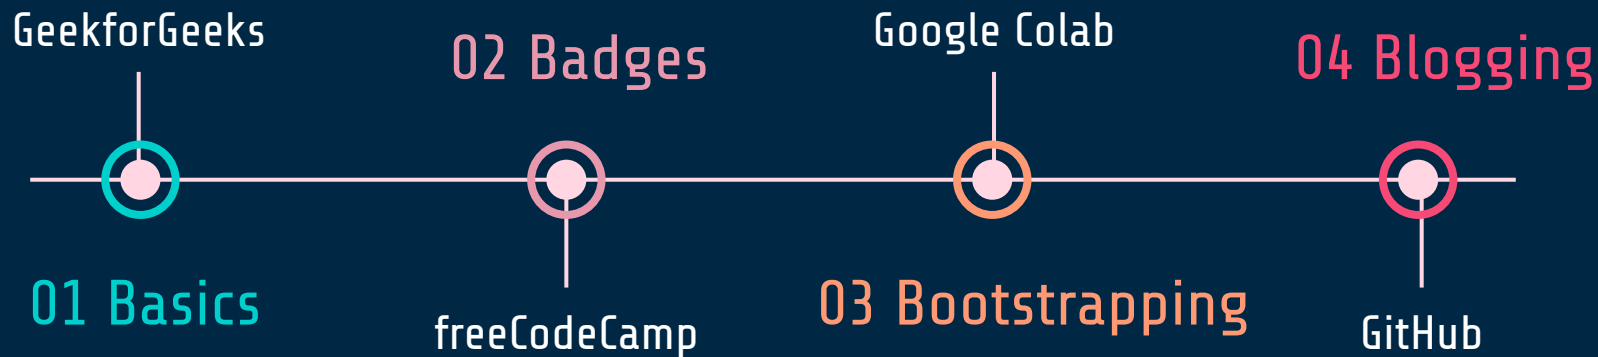 GeekforGeeks
01 Basics
02 Badges
freeCodeCamp
Google Colab
03 Bootstrapping
04 Blogging
GitHub